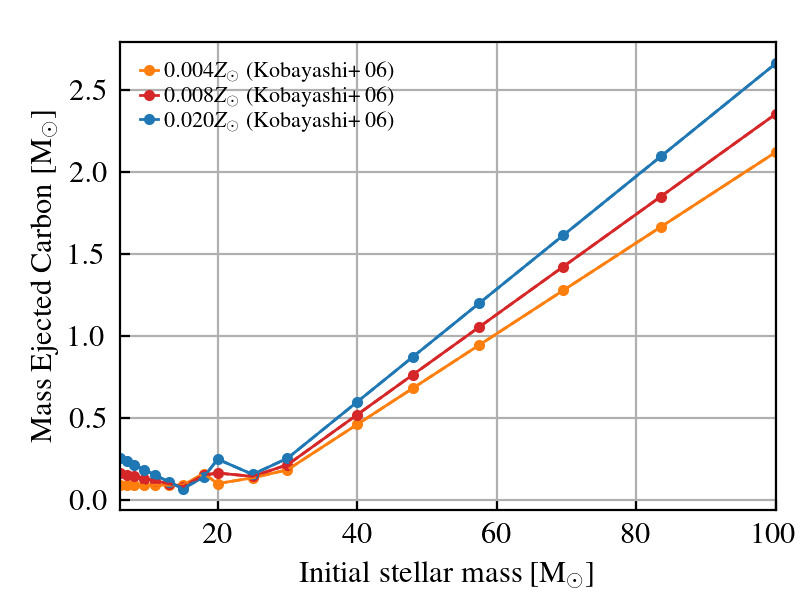 0.004Z☉ (Kobayashi+ 06)
0.008Z☉ (Kobayashi+ 06)
0.020Z☉ (Kobayashi+ 06)
2.5
2.0
1.5
1.0
0.5
0.0
Mass Ejected Carbon [M☉]
20 40 60 80 100
Initial stellar mass [M☉]